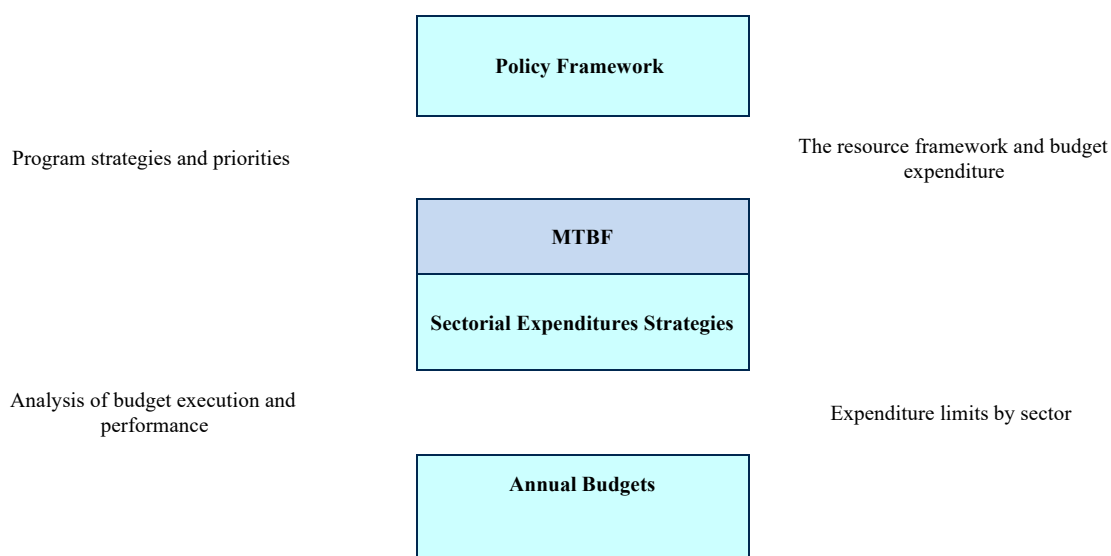 Policy Framework
Program strategies and priorities
The resource framework and budget
expenditure
MTBF
Sectorial Expenditures Strategies
Analysis of budget execution and
performance
Expenditure limits by sector
Annual Budgets